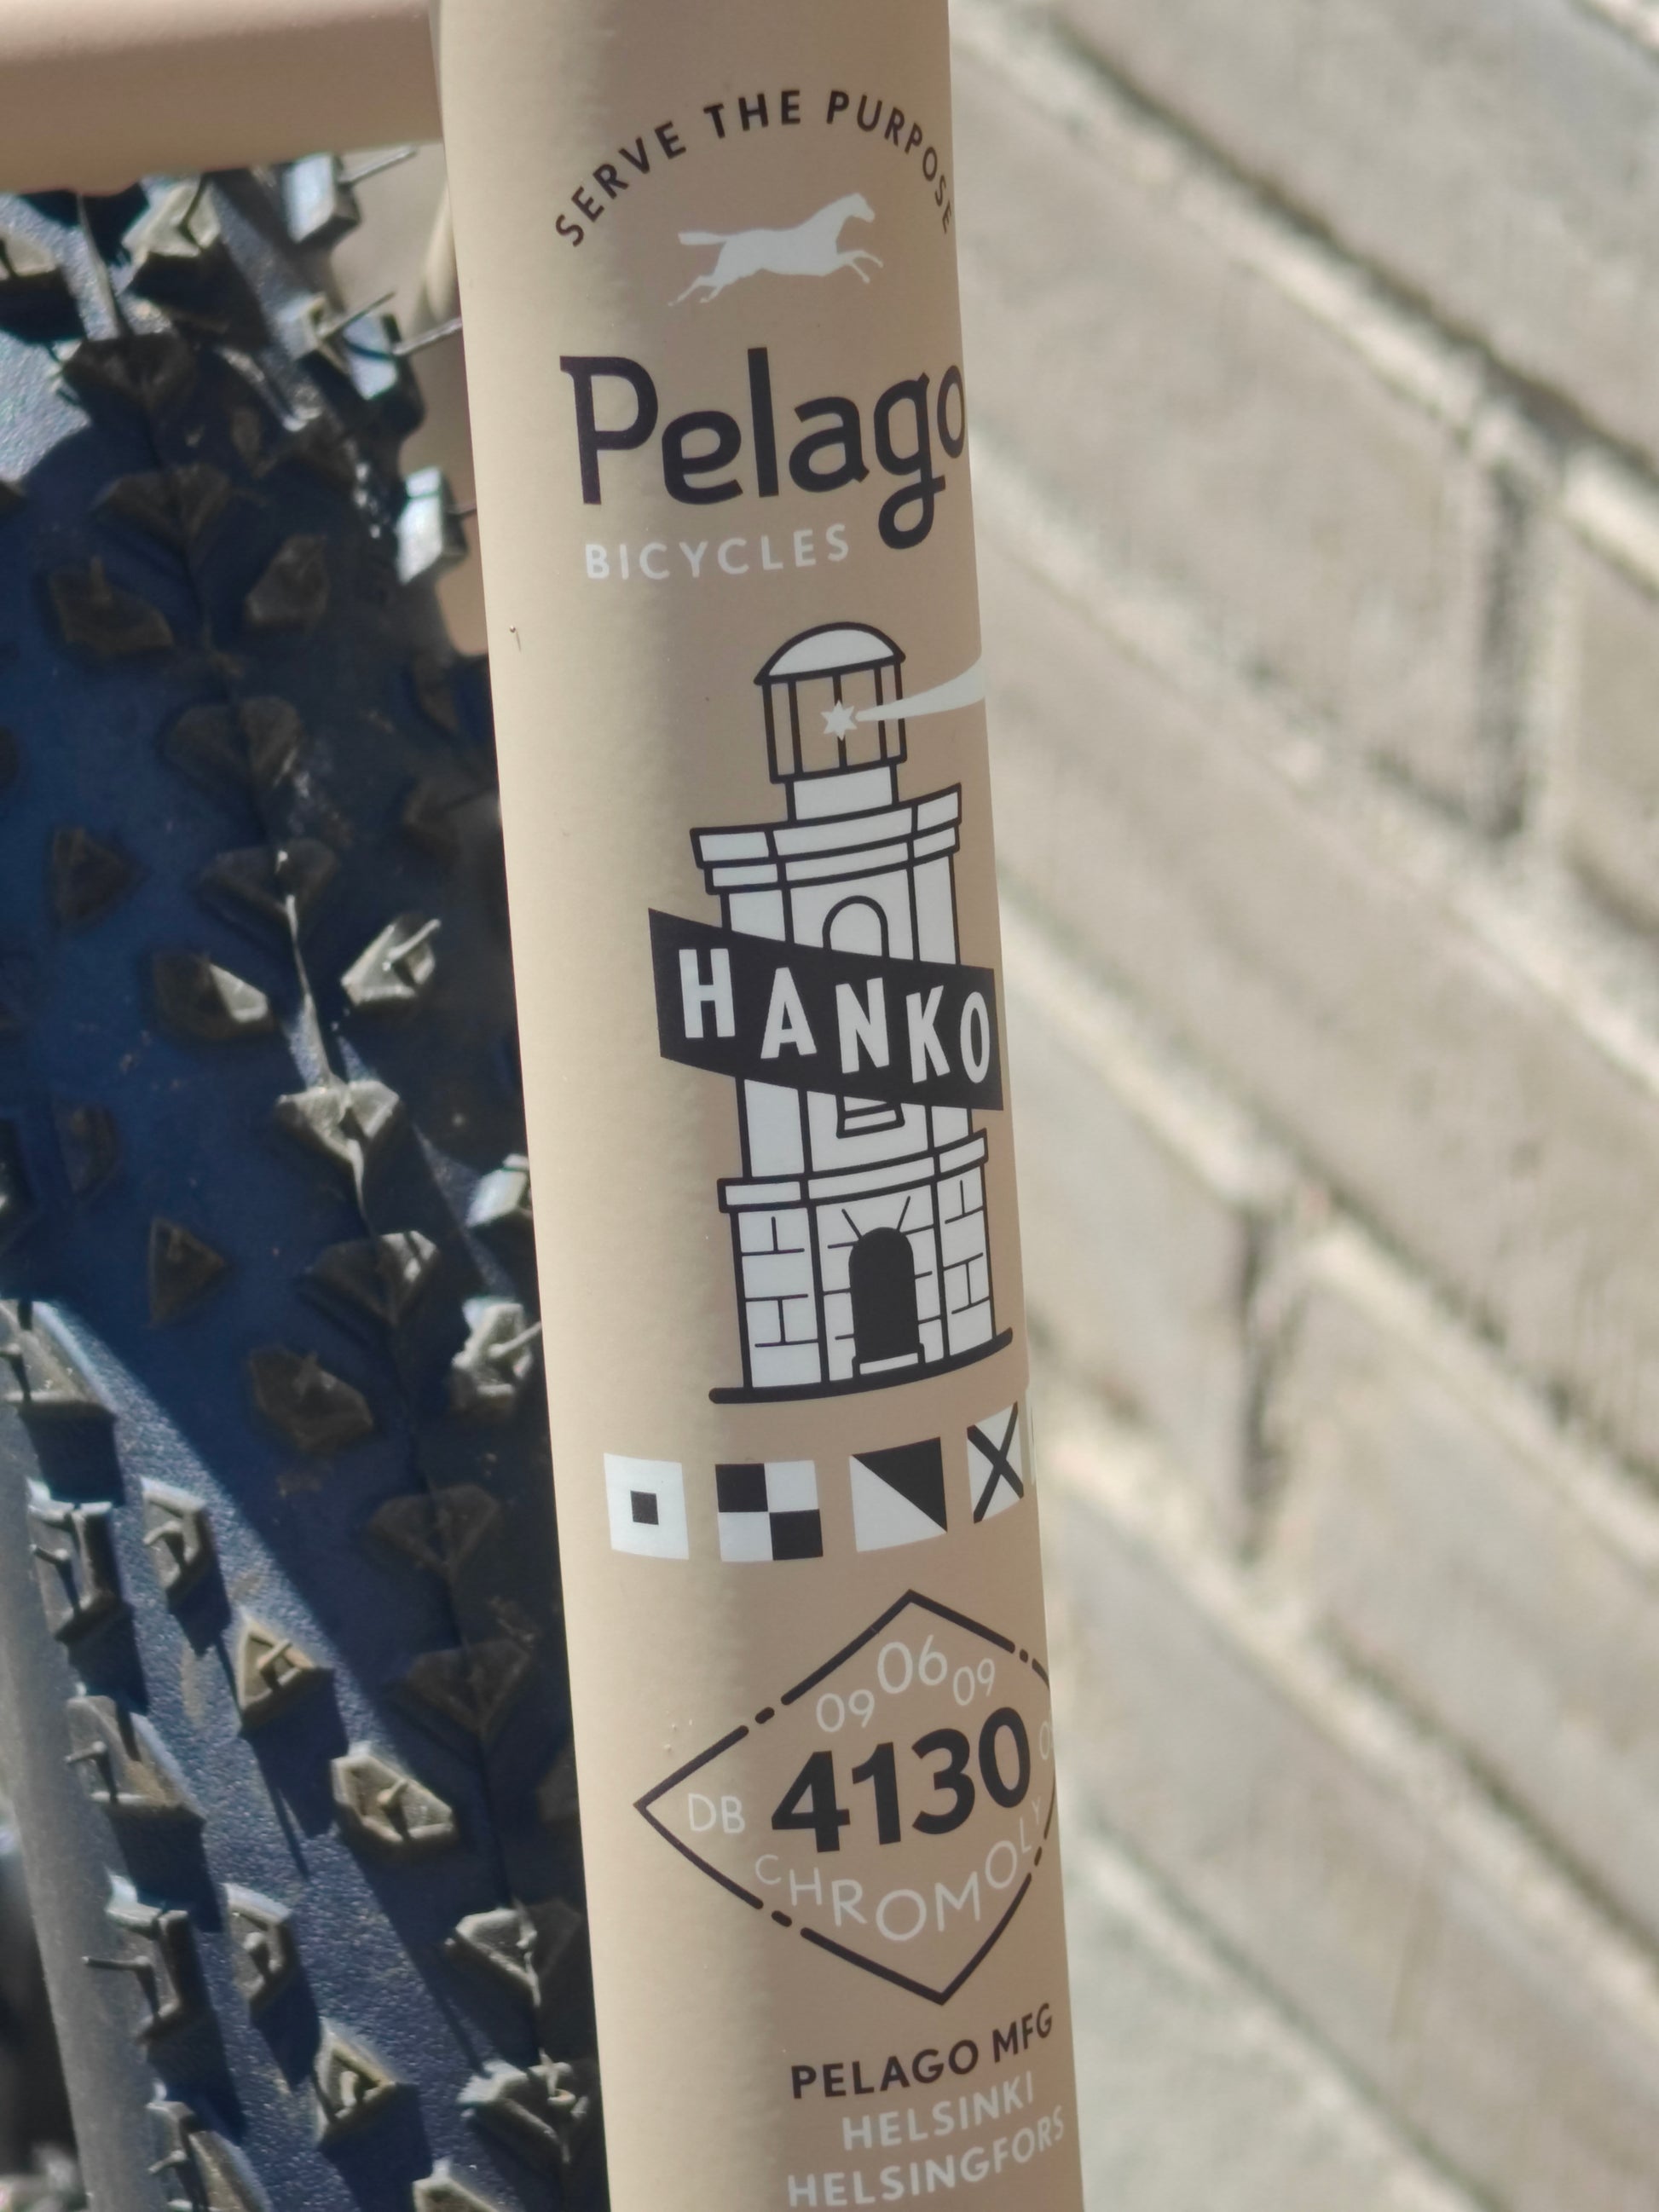 SERVE THE PURPOSE
Pelago
BICYCLES
HANKO
09 06 09
DB 4130
CHROMOLY
PELAGO MFG
HELSINKI
HELSINGFORS